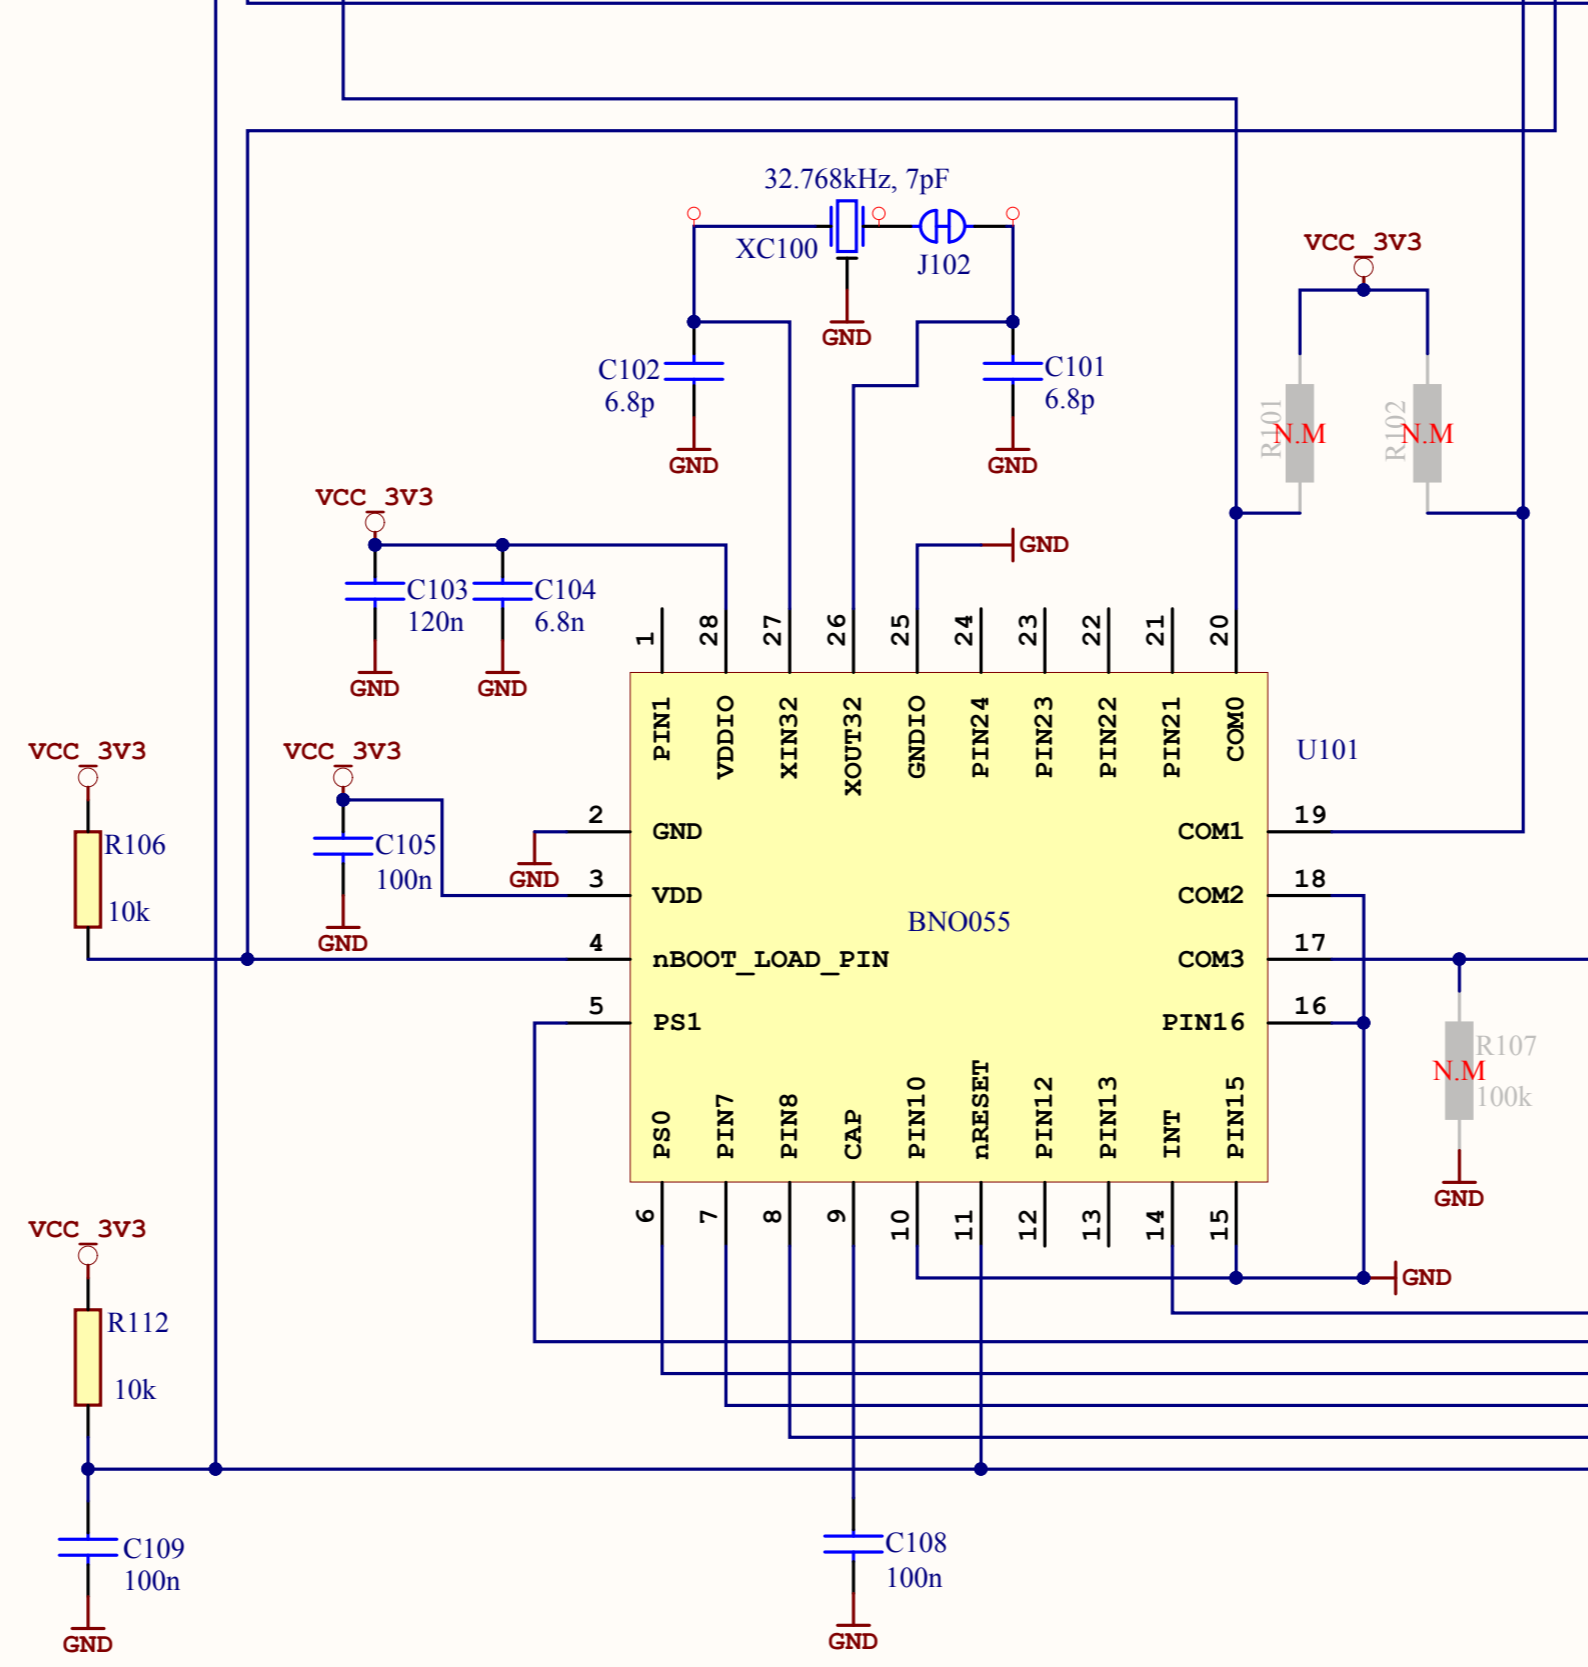 32.768kHz, 7pF
XC100
J102
GND
VCC_3V3
C102
6.8p
GND
C101
6.8p
GND
R101
N.M
R102
N.M
VCC_3V3
C103
120n
GND
C104
6.8n
GND
GND
1
28
27
26
25
24
23
22
21
20
PIN1
VDDIO
XIN32
XOUT32
GNDIO
PIN24
PIN23
PIN22
PIN21
COM0
U101
VCC_3V3
R106
10k
VCC_3V3
C105
100n
GND
2
GND
GND
3
VDD
4
nBOOT_LOAD_PIN
5
PS1
BNO055
COM1
19
COM2
18
COM3
17
PIN16
16
R107
N.M
100k
GND
PS0
PIN7
PIN8
CAP
PIN10
nRESET
PIN12
PIN13
INT
PIN15
6
7
8
9
10
11
12
13
14
15
GND
VCC_3V3
R112
10k
C109
100n
GND
C108
100n
GND